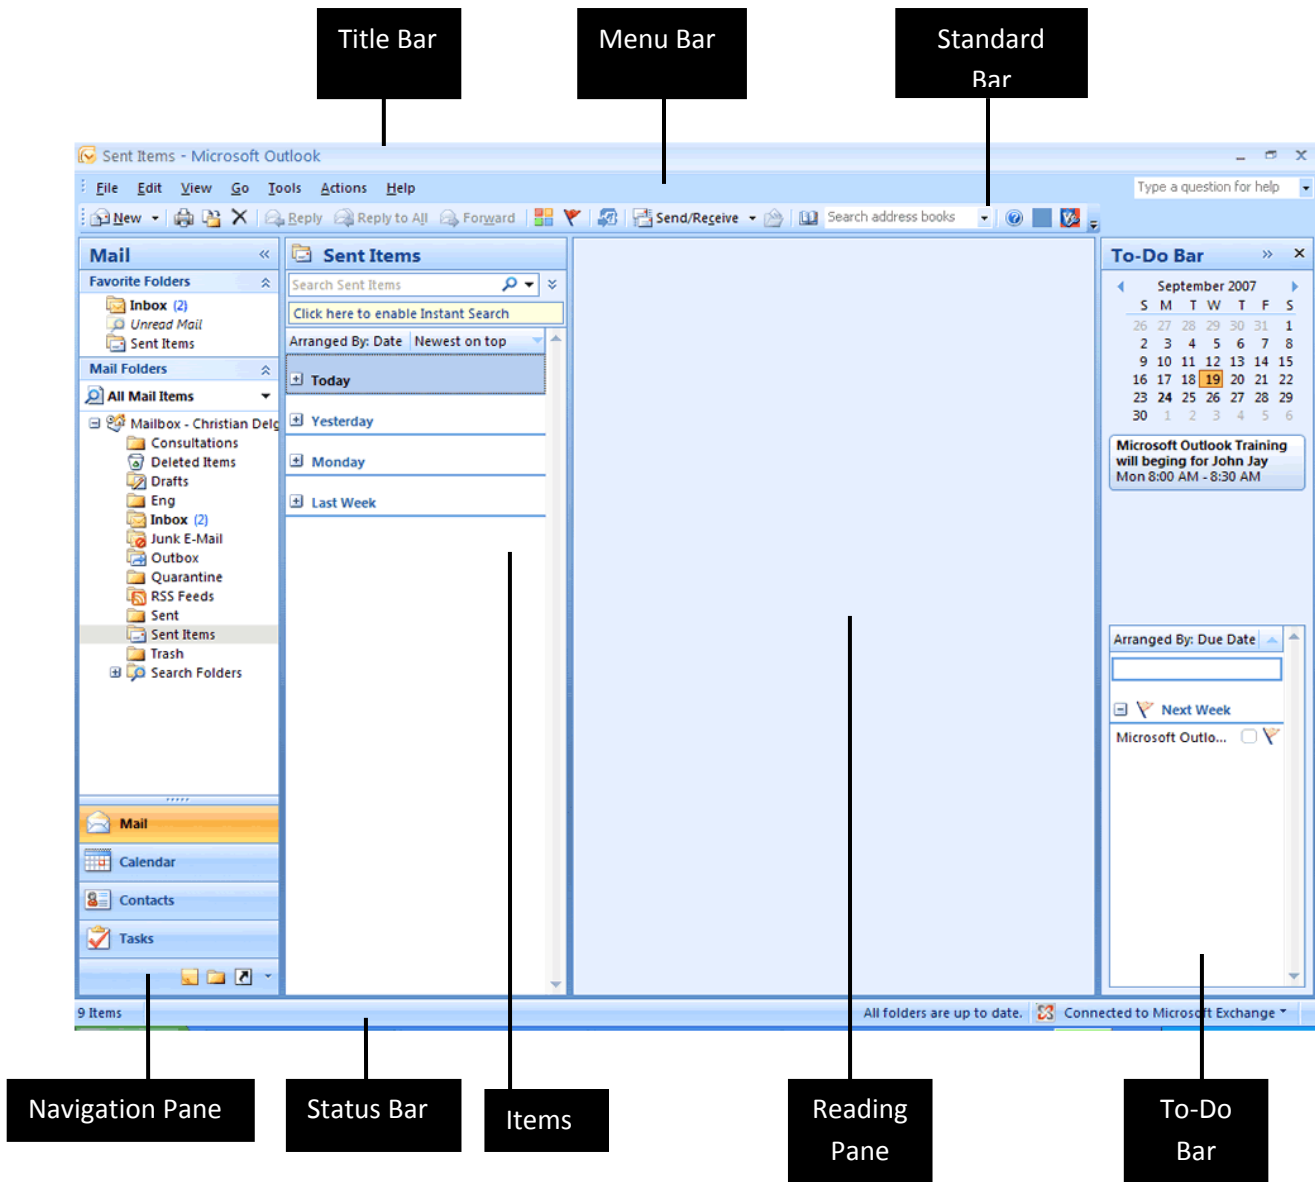 Title Bar
Menu Bar
Standard
Bar
Sent Items - Microsoft Outlook
File Edit View Go Tools Actions Help
Type a question for help
New Reply Reply to All Forward Send/Receive Search address books
Mail
Favorite Folders
Inbox (2)
Unread Mail
Sent Items
Mail Folders
All Mail Items
Mailbox - Christian Delg
Consultations
Deleted Items
Drafts
Eng
Inbox (2)
Junk E-Mail
Outbox
Quarantine
RSS Feeds
Sent
Sent Items
Trash
Search Folders
Mail
Calendar
Contacts
Tasks
Sent Items
Search Sent Items
Click here to enable Instant Search
Arranged By: Date Newest on top
Today
Yesterday
Monday
Last Week
To-Do Bar
September 2007
S M T W T F S
26 27 28 29 30 31 1
2 3 4 5 6 7 8
9 10 11 12 13 14 15
16 17 18 19 20 21 22
23 24 25 26 27 28 29
30 1 2 3 4 5 6
Microsoft Outlook Training
will beging for John Jay
Mon 8:00 AM - 8:30 AM
Arranged By: Due Date
Next Week
Microsoft Outlo...
9 Items
All folders are up to date. Connected to Microsoft Exchange
Navigation Pane
Status Bar
Items
Reading
Pane
To-Do
Bar